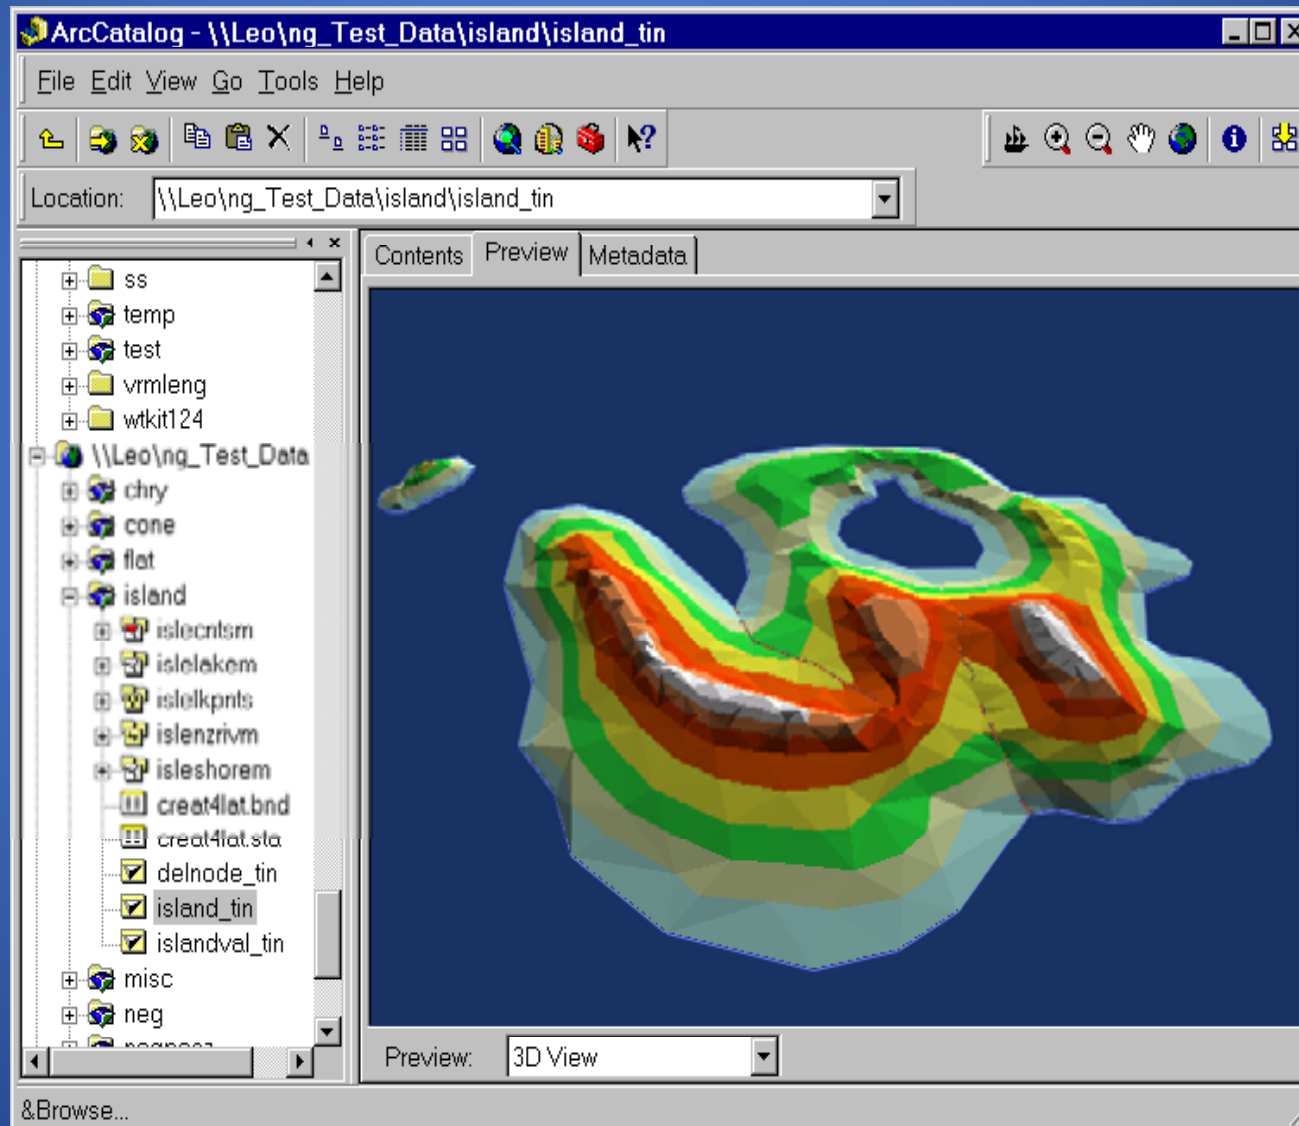 ArcCatalog - \\Leo\ng_Test_Data\island\island_tin
File Edit View Go Tools Help
Location: \\Leo\ng_Test_Data\island\island_tin
Contents Preview Metadata
ss
temp
test
vrmleng
wtkit124
\\Leo\ng_Test_Data
chry
cone
flat
island
islecntsm
islelakem
islelkpnts
islenzrivm
isleshorem
creat4lat.bnd
creat4lat.sta
delnode_tin
island_tin
islandval_tin
misc
neg
Preview: 3D View
&Browse...